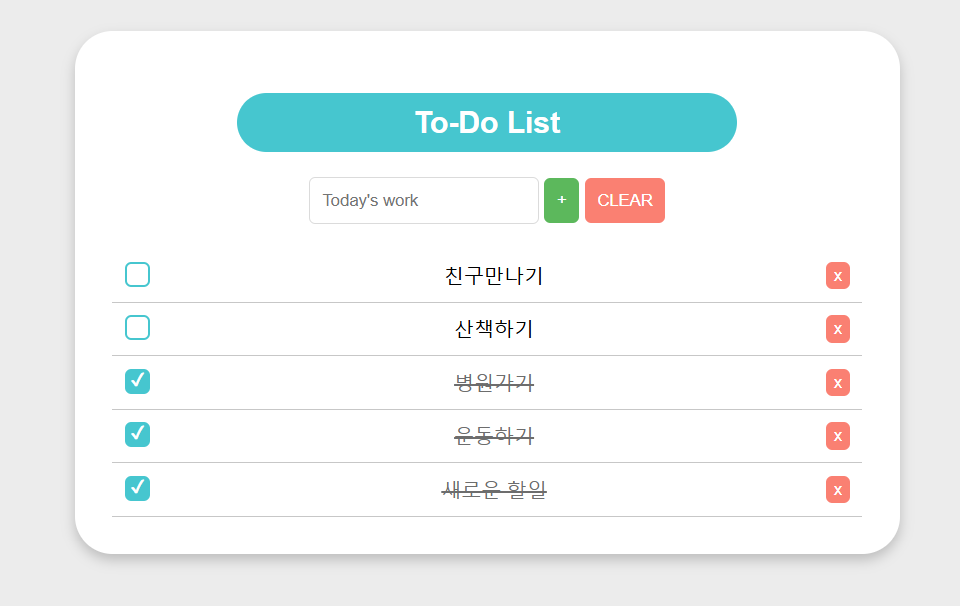 To-Do List
Today's work + CLEAR
친구만나기 x
산책하기 x
병원가기 x
운동하기 x
새로운 할일 x